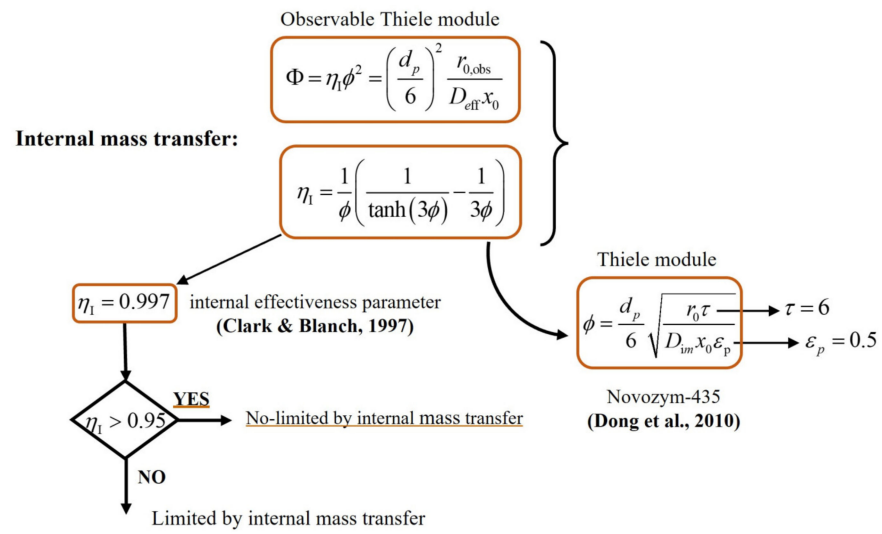 Observable Thiele module
Φ = η_I ϕ² = (d_p / 6)² r_0,obs / (D_eff x_0)
Internal mass transfer:
η_I = 1/ϕ (1 / tanh(3ϕ) − 1 / 3ϕ)
Thiele module
η_I = 0.997
internal effectiveness parameter
(Clark & Blanch, 1997)
ϕ = d_p / 6 √(r_0 τ / (D_im x_0 ε_p))
τ = 6
ε_p = 0.5
Novozym-435
(Dong et al., 2010)
η_I > 0.95
YES
No-limited by internal mass transfer
NO
Limited by internal mass transfer